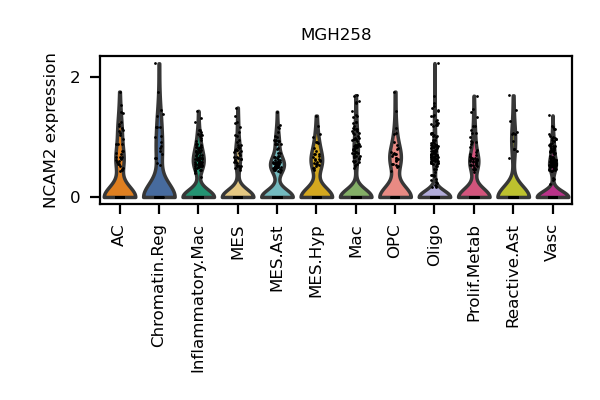 MGH258
NCAM2 expression
2
0
AC
Chromatin.Reg
Inflammatory.Mac
MES
MES.Ast
MES.Hyp
Mac
OPC
Oligo
Prolif.Metab
Reactive.Ast
Vasc